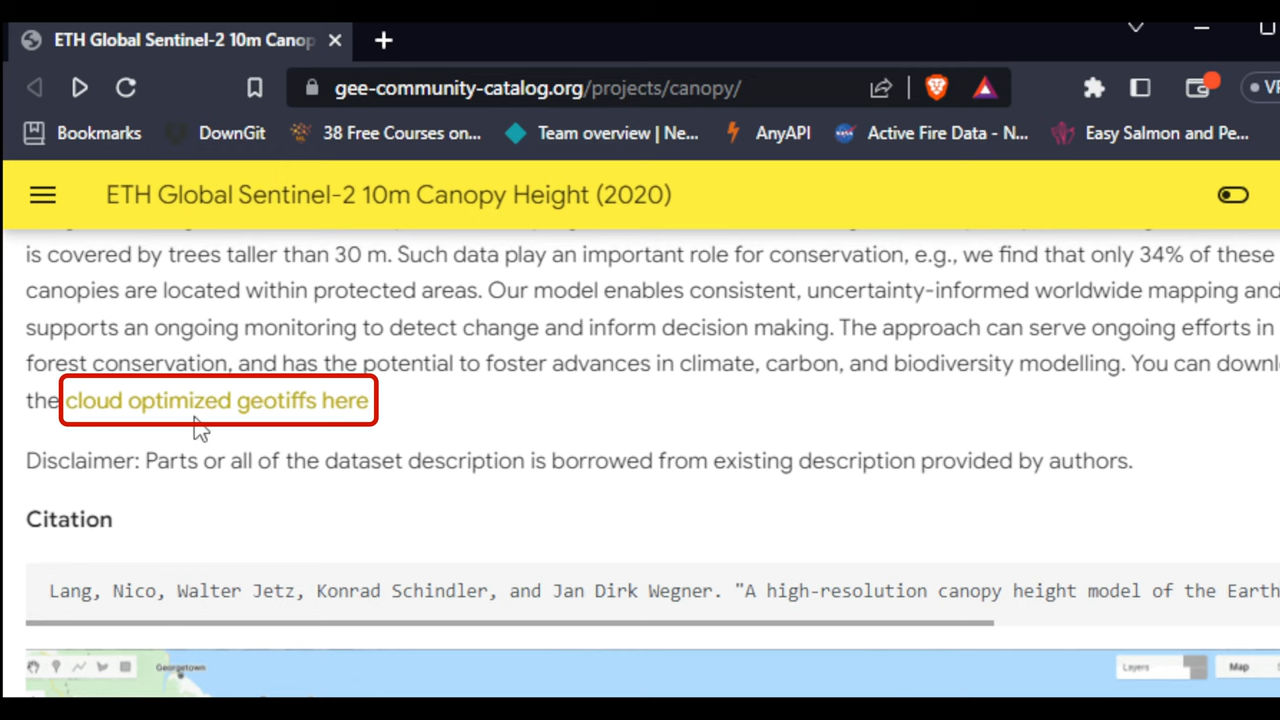 ETH Global Sentinel-2 10m Canop
gee-community-catalog.org/projects/canopy/
Bookmarks DownGit 38 Free Courses on... Team overview | Ne... AnyAPI Active Fire Data - N... Easy Salmon and Pe...
ETH Global Sentinel-2 10m Canopy Height (2020)
is covered by trees taller than 30 m. Such data play an important role for conservation, e.g., we find that only 34% of these
canopies are located within protected areas. Our model enables consistent, uncertainty-informed worldwide mapping and
supports an ongoing monitoring to detect change and inform decision making. The approach can serve ongoing efforts in
forest conservation, and has the potential to foster advances in climate, carbon, and biodiversity modelling. You can downl
the cloud optimized geotiffs here
Disclaimer: Parts or all of the dataset description is borrowed from existing description provided by authors.
Citation
Lang, Nico, Walter Jetz, Konrad Schindler, and Jan Dirk Wegner. "A high-resolution canopy height model of the Earth
Georgetown Layers Map